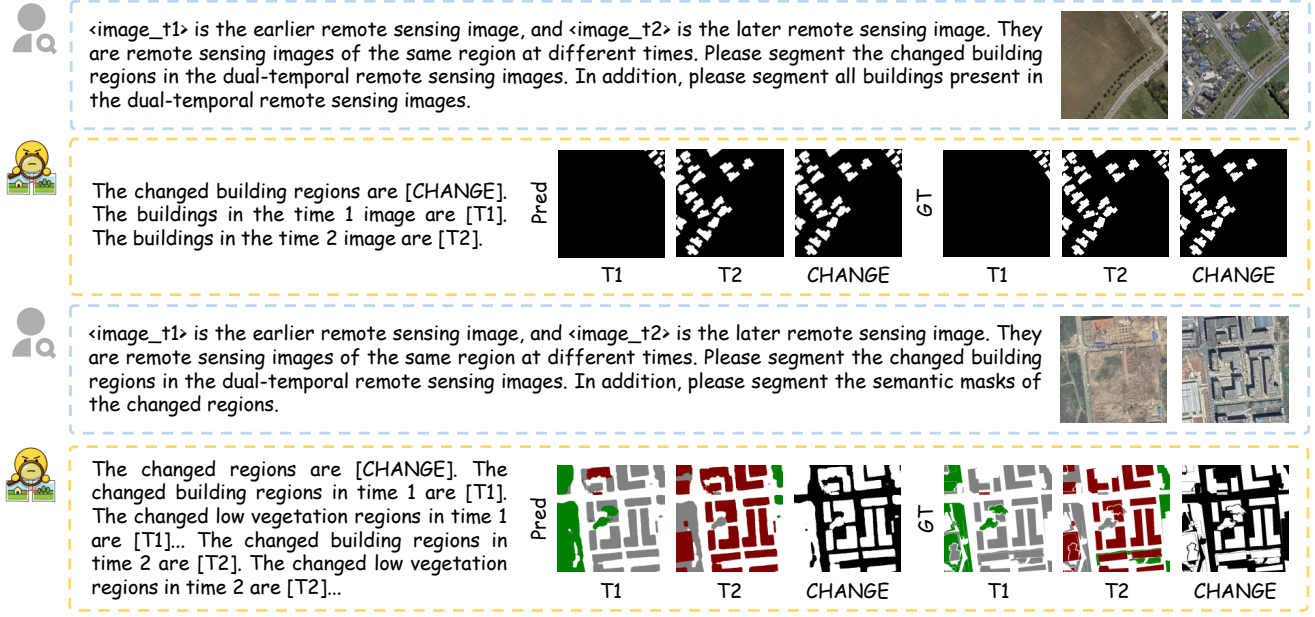 <image_t1> is the earlier remote sensing image, and <image_t2> is the later remote sensing image. They
are remote sensing images of the same region at different times. Please segment the changed building
regions in the dual-temporal remote sensing images. In addition, please segment all buildings present in
the dual-temporal remote sensing images.
The changed building regions are [CHANGE].
The buildings in the time 1 image are [T1].
The buildings in the time 2 image are [T2].
Pred
T1
T2
CHANGE
GT
T1
T2
CHANGE
<image_t1> is the earlier remote sensing image, and <image_t2> is the later remote sensing image. They
are remote sensing images of the same region at different times. Please segment the changed building
regions in the dual-temporal remote sensing images. In addition, please segment the semantic masks of
the changed regions.
The changed regions are [CHANGE]. The
changed building regions in time 1 are [T1].
The changed low vegetation regions in time 1
are [T1]... The changed building regions in
time 2 are [T2]. The changed low vegetation
regions in time 2 are [T2]...
Pred
T1
T2
CHANGE
GT
T1
T2
CHANGE